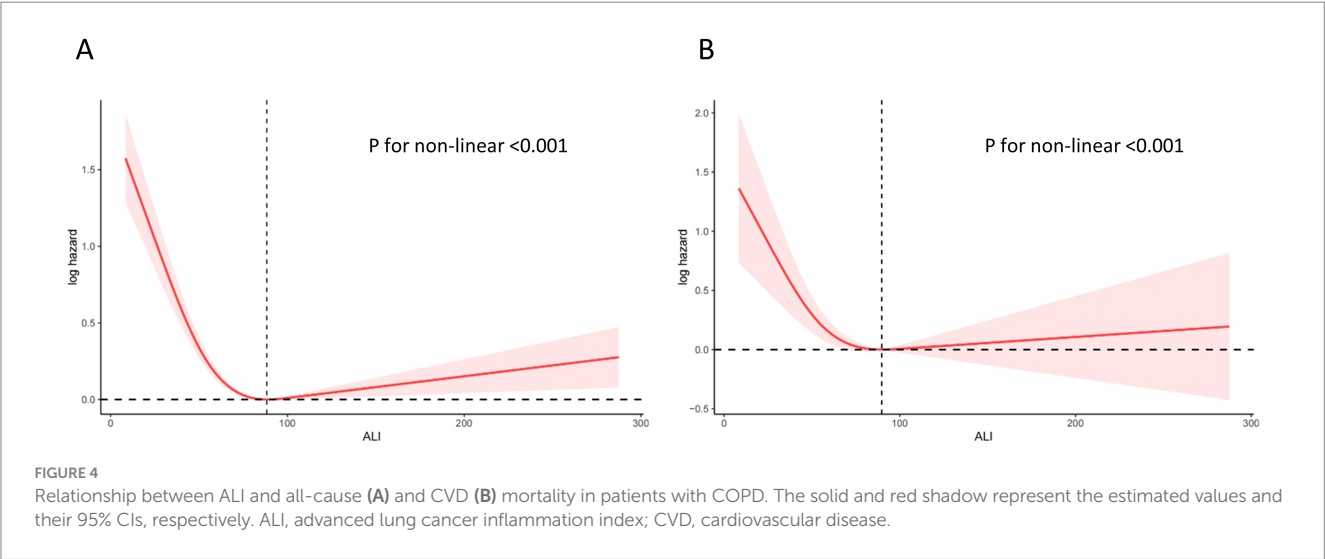 A
B
P for non-linear <0.001
P for non-linear <0.001
log hazard
1.5
1.0
0.5
0.0
0
100
200
300
ALI
log hazard
2.0
1.5
1.0
0.5
0.0
−0.5
0
100
200
300
ALI
FIGURE 4
Relationship between ALI and all-cause (A) and CVD (B) mortality in patients with COPD. The solid and red shadow represent the estimated values and
their 95% CIs, respectively. ALI, advanced lung cancer inflammation index; CVD, cardiovascular disease.